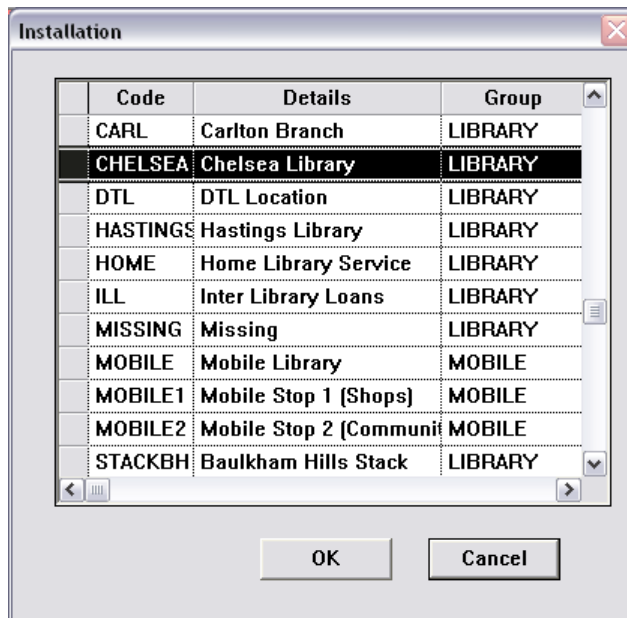 Installation
Code Details Group
CARL Carlton Branch LIBRARY
CHELSEA Chelsea Library LIBRARY
DTL DTL Location LIBRARY
HASTINGS Hastings Library LIBRARY
HOME Home Library Service LIBRARY
ILL Inter Library Loans LIBRARY
MISSING Missing LIBRARY
MOBILE Mobile Library MOBILE
MOBILE1 Mobile Stop 1 (Shops) MOBILE
MOBILE2 Mobile Stop 2 (Communi MOBILE
STACKBH Baulkham Hills Stack LIBRARY
OK Cancel